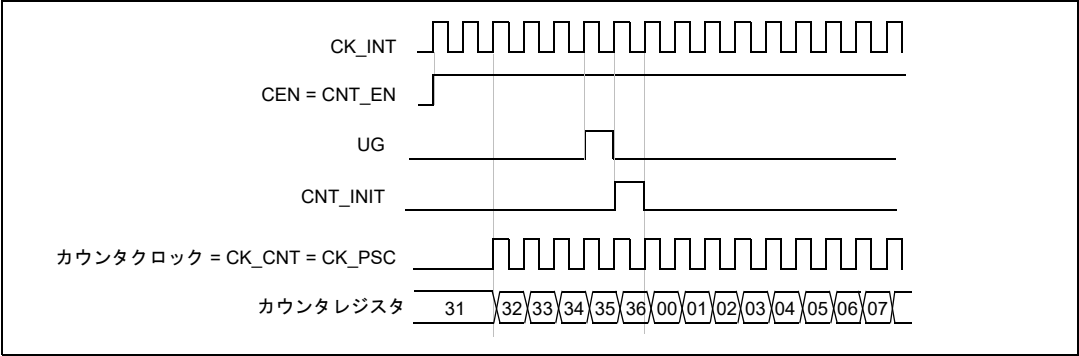 CK_INT
CEN = CNT_EN
UG
CNT_INIT
カウンタクロック = CK_CNT = CK_PSC
カウンタレジスタ 31 32 33 34 35 36 00 01 02 03 04 05 06 07